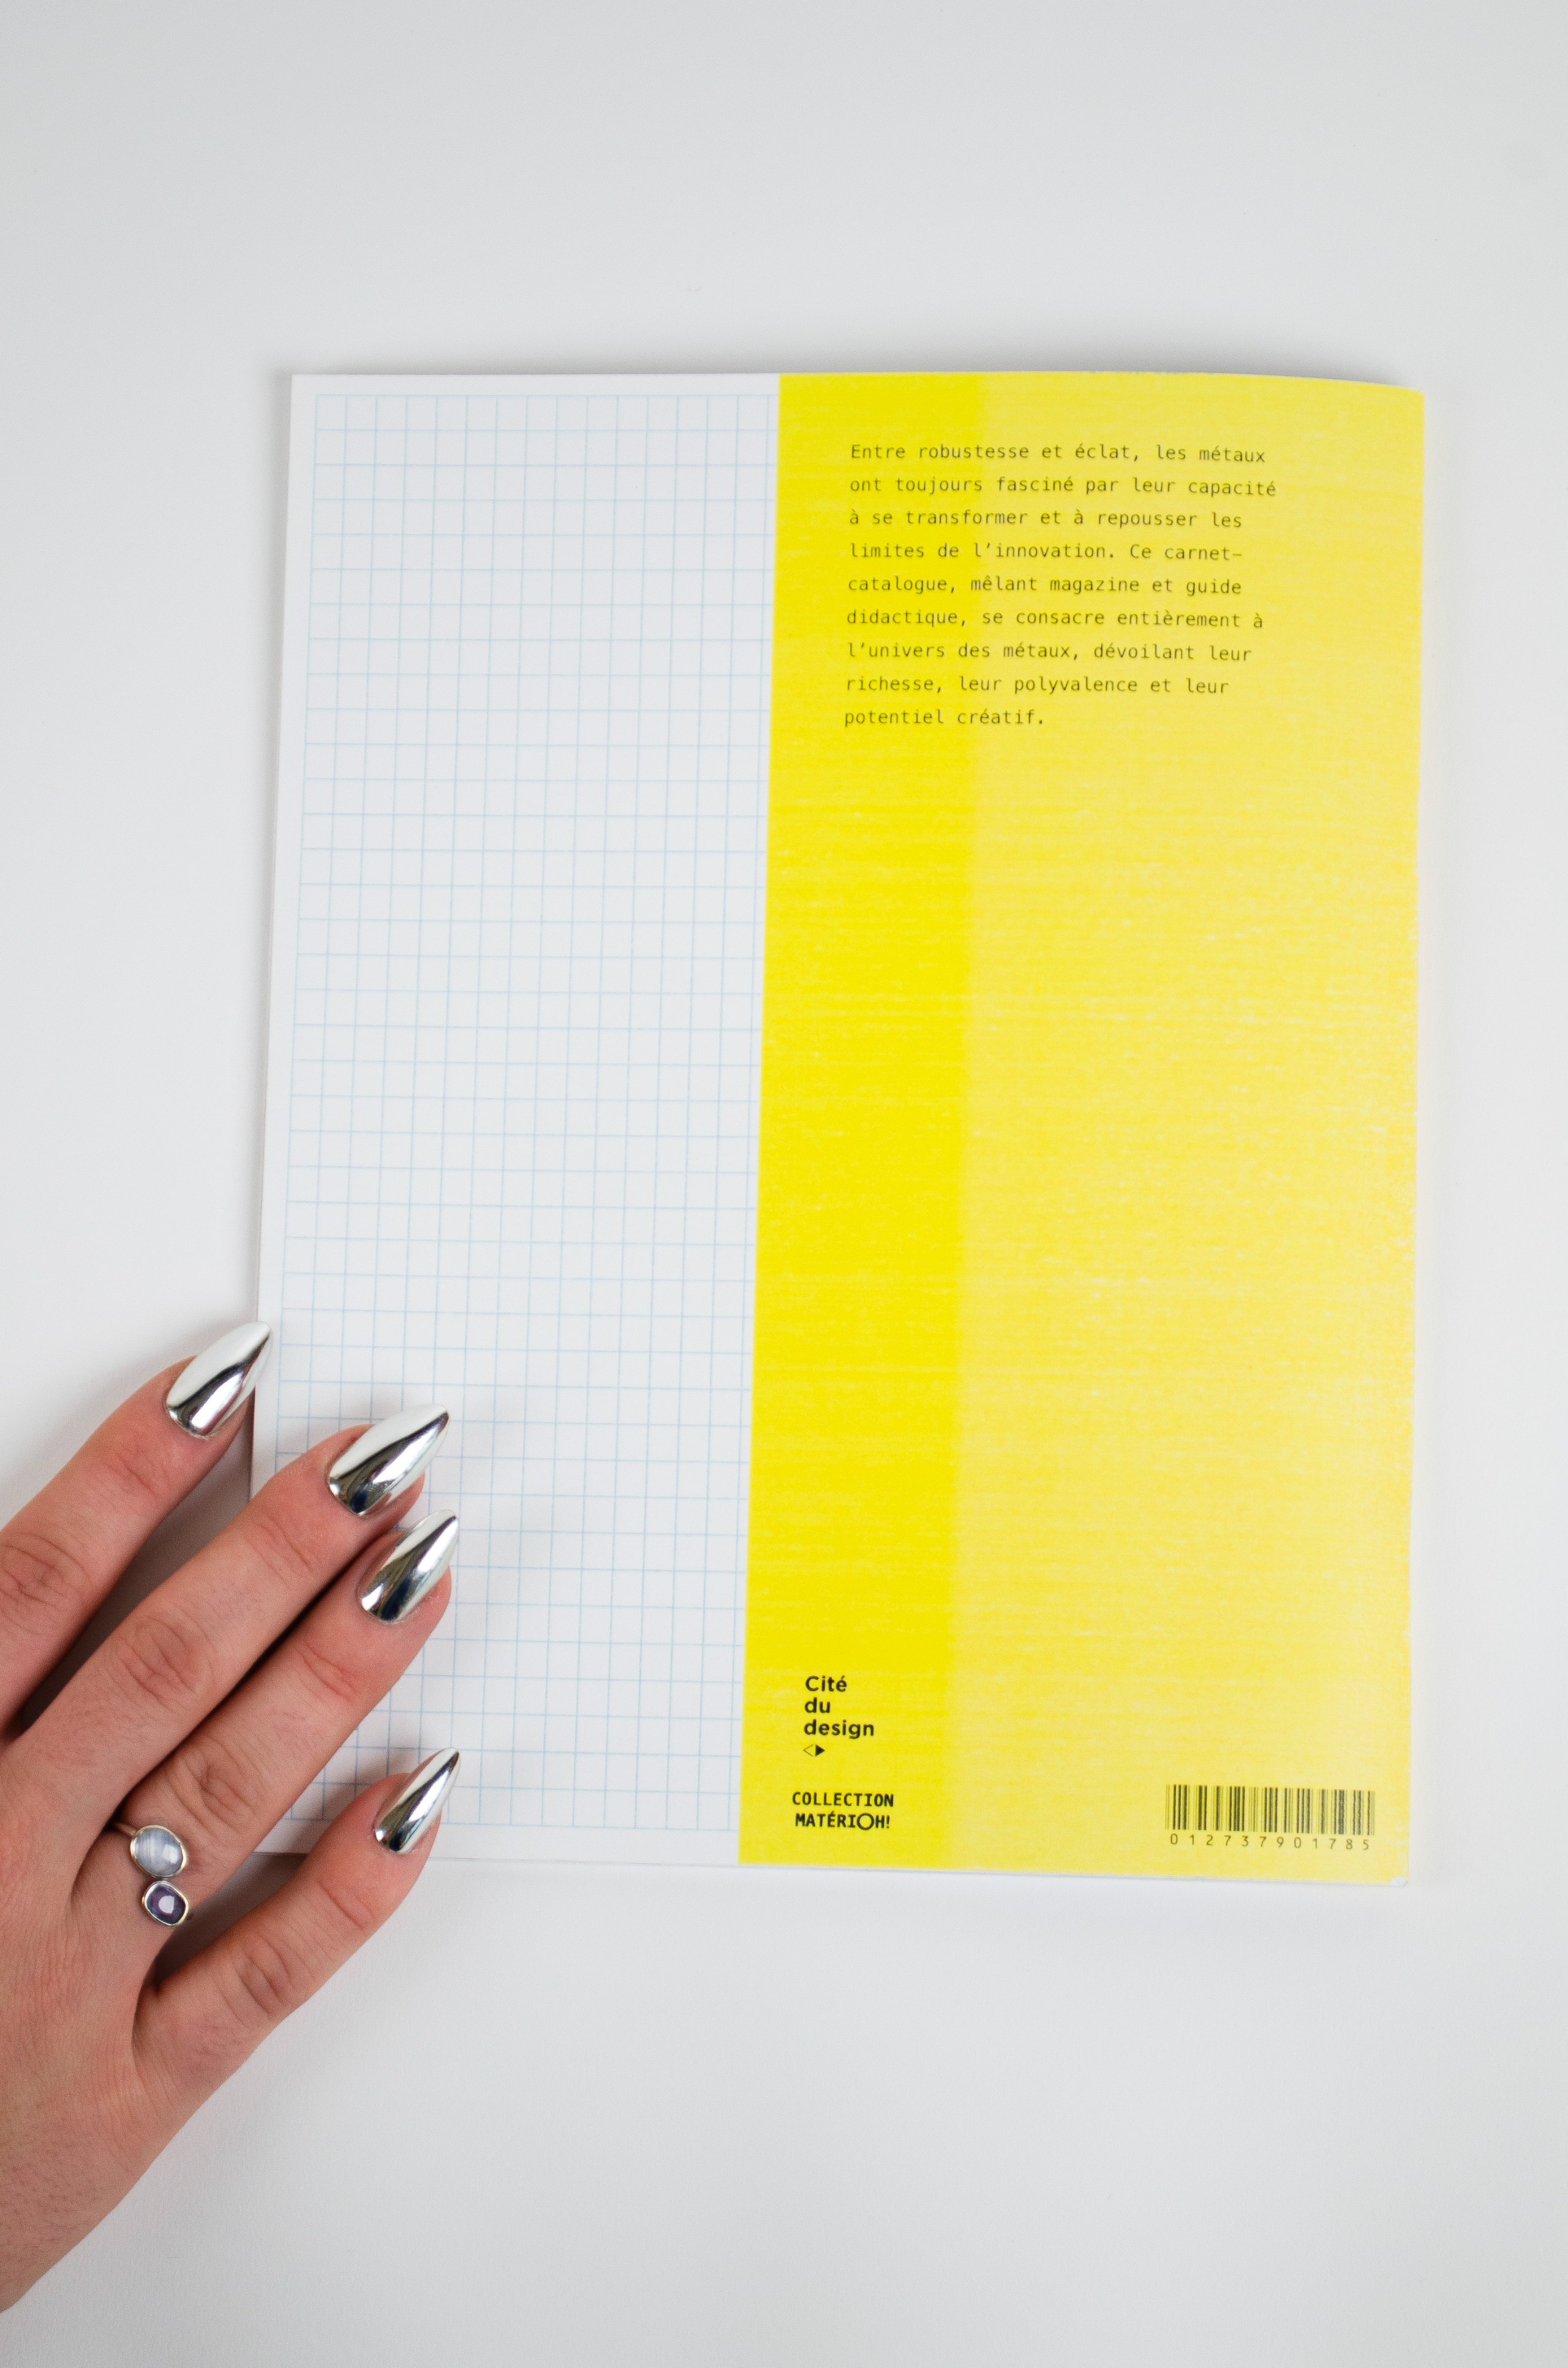 Entre robustesse et éclat, les métaux
ont toujours fasciné par leur capacité
à se transformer et à repousser les
limites de l’innovation. Ce carnet-
catalogue, mêlant magazine et guide
didactique, se consacre entièrement à
l’univers des métaux, dévoilant leur
richesse, leur polyvalence et leur
potentiel créatif.
Cité
du
design
COLLECTION
MATÉRIOH!
012737901785